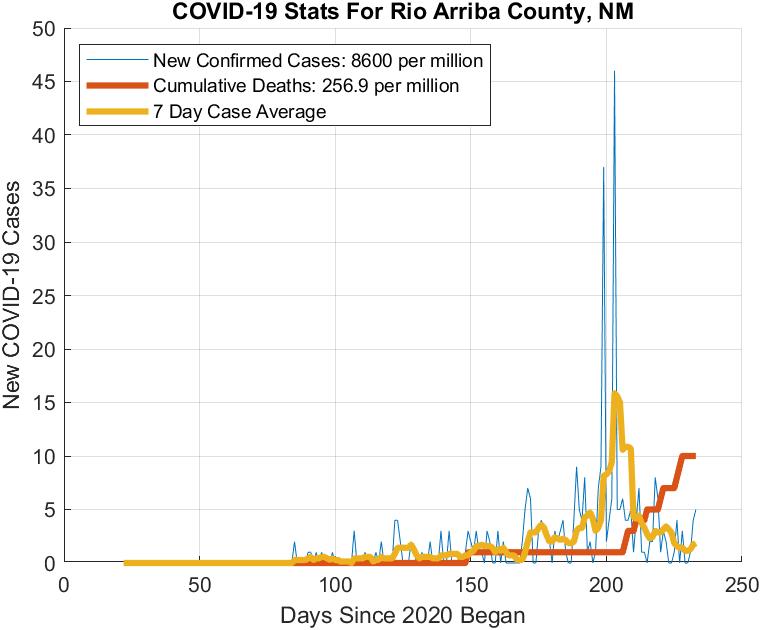 COVID-19 Stats For Rio Arriba County, NM
New Confirmed Cases: 8600 per million
Cumulative Deaths: 256.9 per million
7 Day Case Average
New COVID-19 Cases
50
45
40
35
30
25
20
15
10
5
0
0 50 100 150 200 250
Days Since 2020 Began